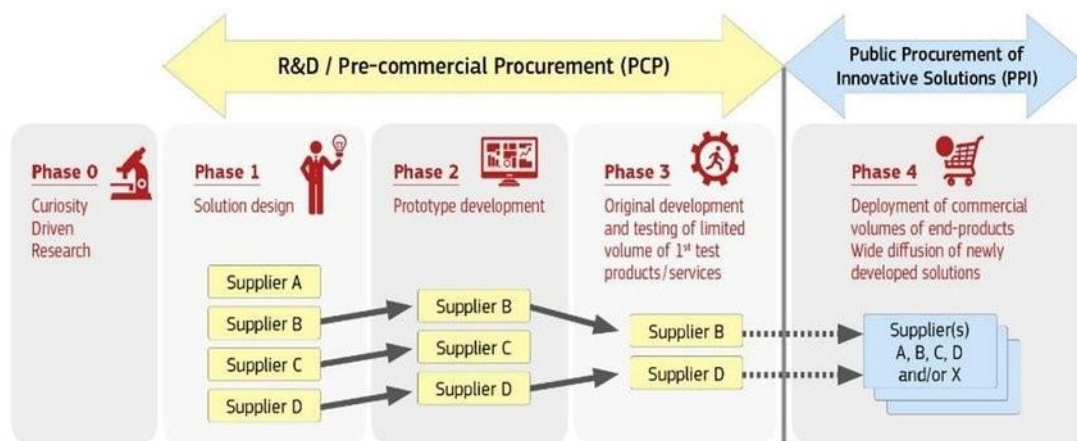 R&D / Pre-commercial Procurement (PCP)
Public Procurement of
Innovative Solutions (PPI)
Phase 0
Curiosity
Driven
Research
Phase 1
Solution design
Supplier A
Supplier B
Supplier C
Supplier D
Phase 2
Prototype development
Supplier B
Supplier C
Supplier D
Phase 3
Original development
and testing of limited
volume of 1st test
products/services
Supplier B
Supplier D
Phase 4
Deployment of commercial
volumes of end-products
Wide diffusion of newly
developed solutions
Supplier(s)
A, B, C, D
and/or X